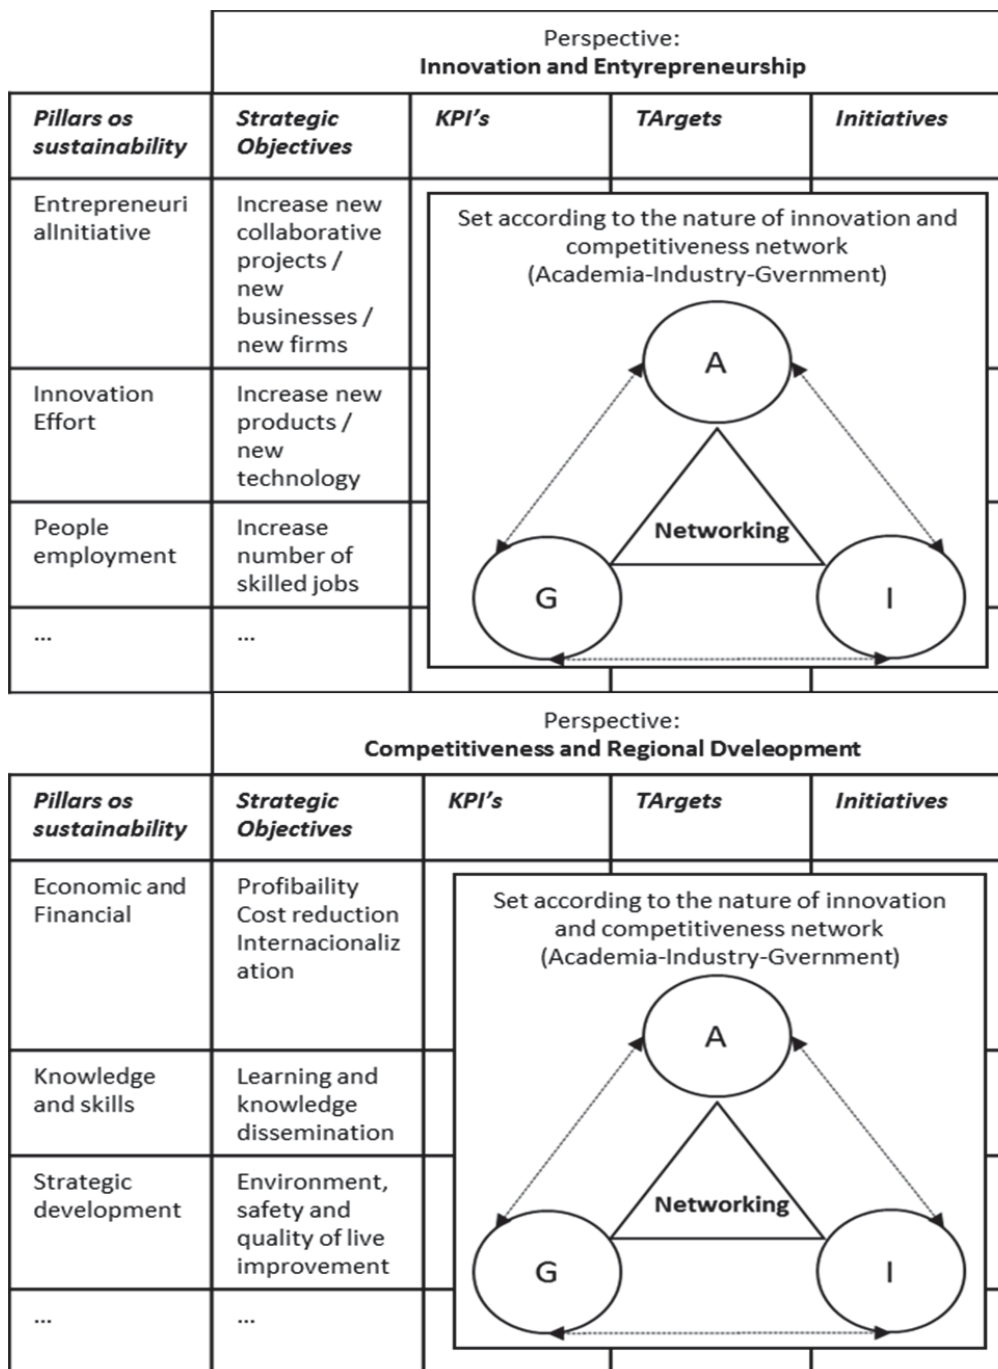 Perspective:
Innovation and Entyrepreneurship
Pillars os
sustainability
Strategic
Objectives
KPI's
TArgets
Initiatives
Entrepreneuri
alInitiative
Increase new
collaborative
projects /
new
businesses /
new firms
Set according to the nature of innovation and
competitiveness network
(Academia-Industry-Gvernment)
A
Innovation
Effort
Increase new
products /
new
technology
People
employment
Increase
number of
skilled jobs
Networking
G
I
...
...
Perspective:
Competitiveness and Regional Dveleopment
Pillars os
sustainability
Strategic
Objectives
KPI's
TArgets
Initiatives
Economic and
Financial
Profibaility
Cost reduction
Internacionaliz
ation
Set according to the nature of innovation
and competitiveness network
(Academia-Industry-Gvernment)
A
Knowledge
and skills
Learning and
knowledge
dissemination
Strategic
development
Environment,
safety and
quality of live
improvement
Networking
G
I
...
...